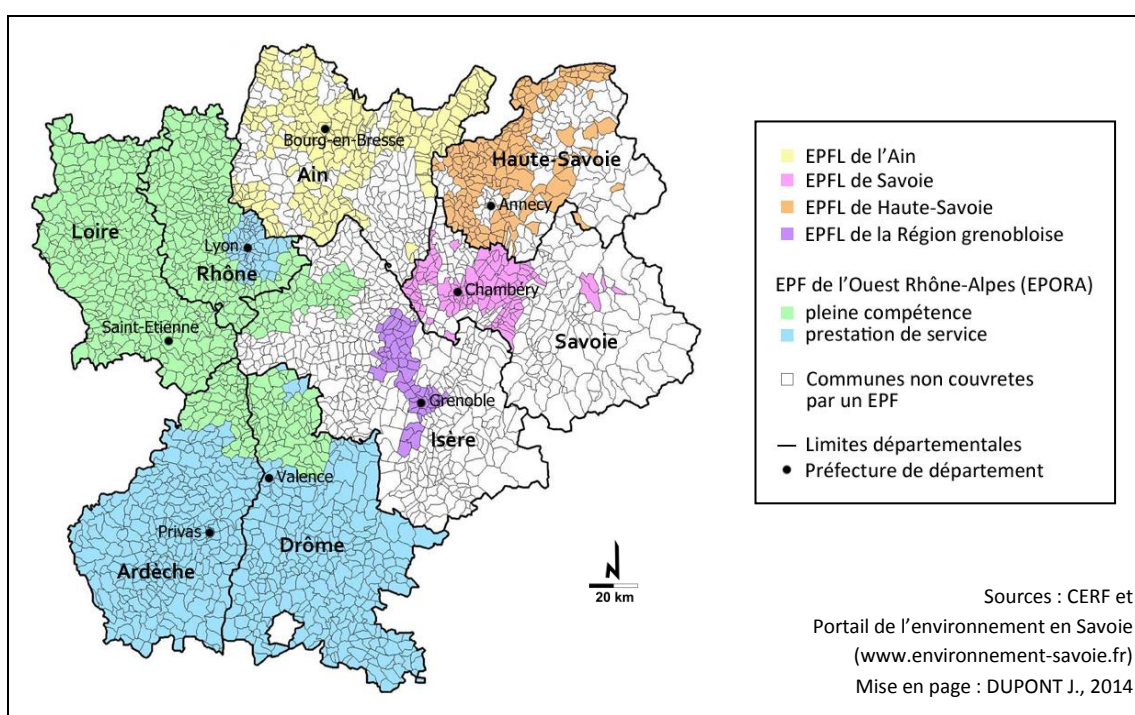 Bourg-en-Bresse
Ain
Haute-Savoie
Annecy
Loire
Lyon
Rhône
Chambéry
Saint-Etienne
Savoie
Grenoble
Isère
Valence
Privas
Drôme
Ardèche
N
20 km
EPFL de l'Ain
EPFL de Savoie
EPFL de Haute-Savoie
EPFL de la Région grenobloise
EPF de l'Ouest Rhône-Alpes (EPORA)
pleine compétence
prestation de service
Communes non couvretes
par un EPF
Limites départementales
Préfecture de département
Sources : CERF et
Portail de l'environnement en Savoie
(www.environnement-savoie.fr)
Mise en page : DUPONT J., 2014